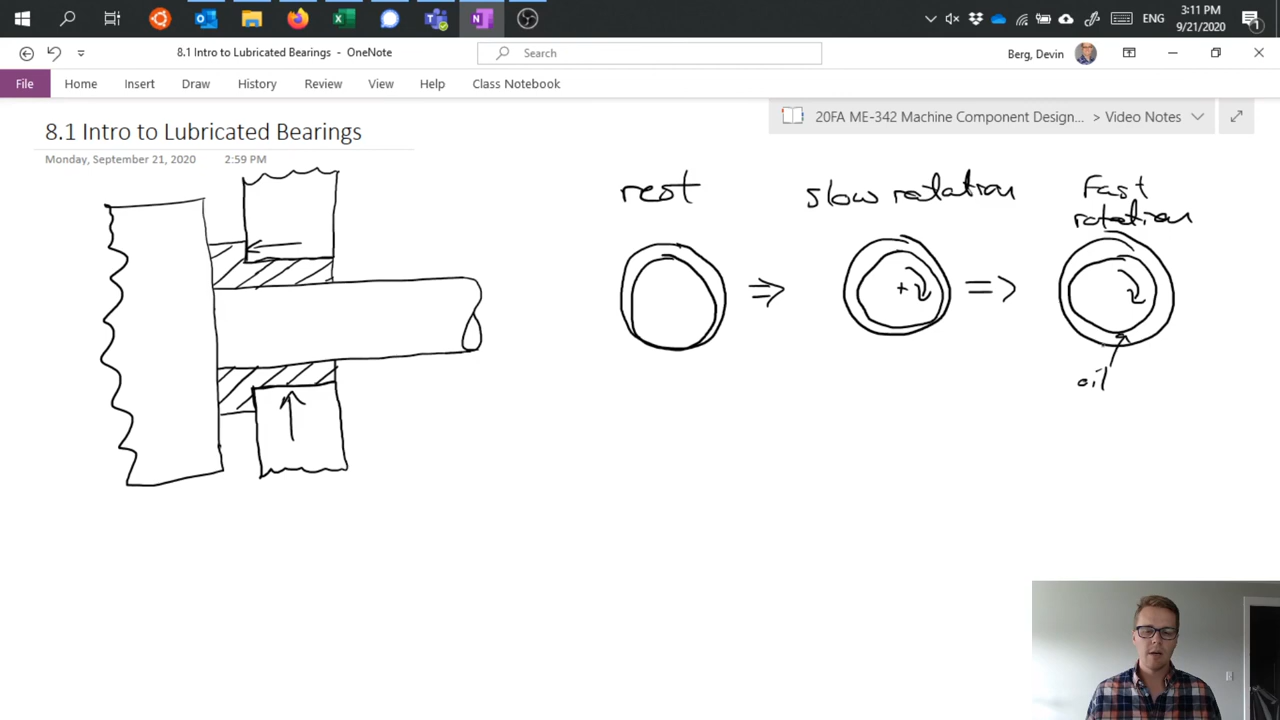 3:11 PM
ENG
9/21/2020
8.1 Intro to Lubricated Bearings - OneNote
Search
Berg, Devin
File
Home
Insert
Draw
History
Review
View
Help
Class Notebook
20FA ME-342 Machine Component Design... > Video Notes
8.1 Intro to Lubricated Bearings
Monday, September 21, 2020
2:59 PM
rest
slow rotation
Fast
rotation
⇒
=>
oil